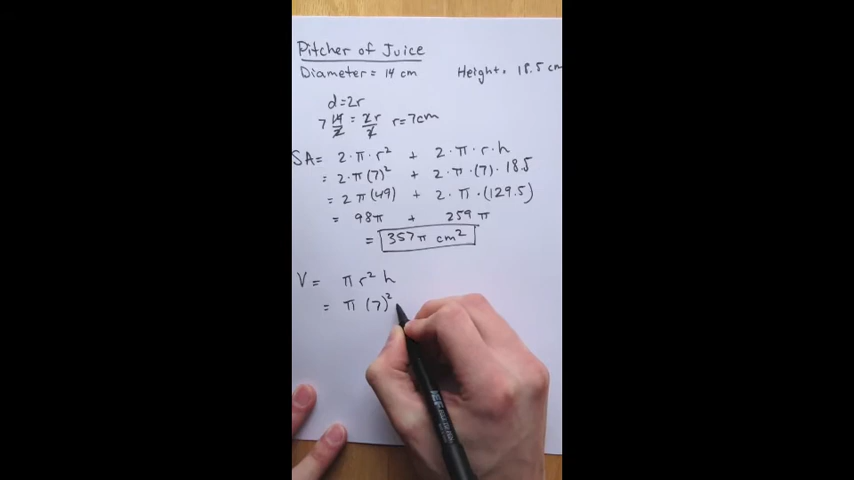 Pitcher of Juice
Diameter = 14 cm Height = 18.5 cm
d=2r
7 14/2 = 2r/2 r=7cm
SA= 2·π·r² + 2·π·r·h
= 2·π(7)² + 2·π·(7)·18.5
= 2π(49) + 2·π·(129.5)
= 98π + 259π
= 357π cm²
V = πr²h
= π (7)²